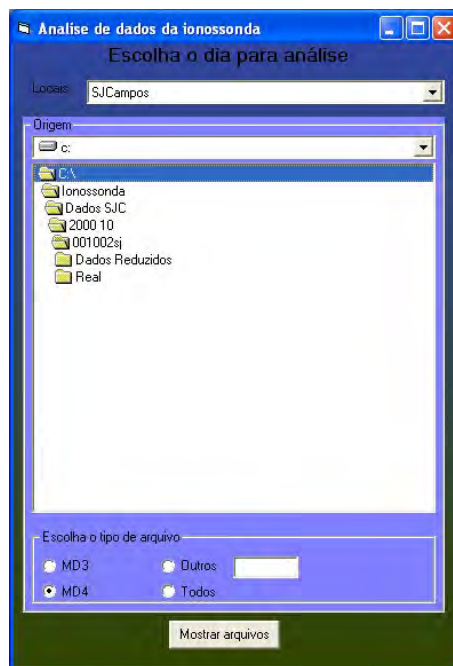 Analise de dados da ionossonda
Escolha o dia para análise
Locais SJCampos
Origem
c:
C:\
Ionossonda
Dados SJC
2000 10
001002sj
Dados Reduzidos
Real
Escolha o tipo de arquivo
MD3 Outros
MD4 Todos
Mostrar arquivos